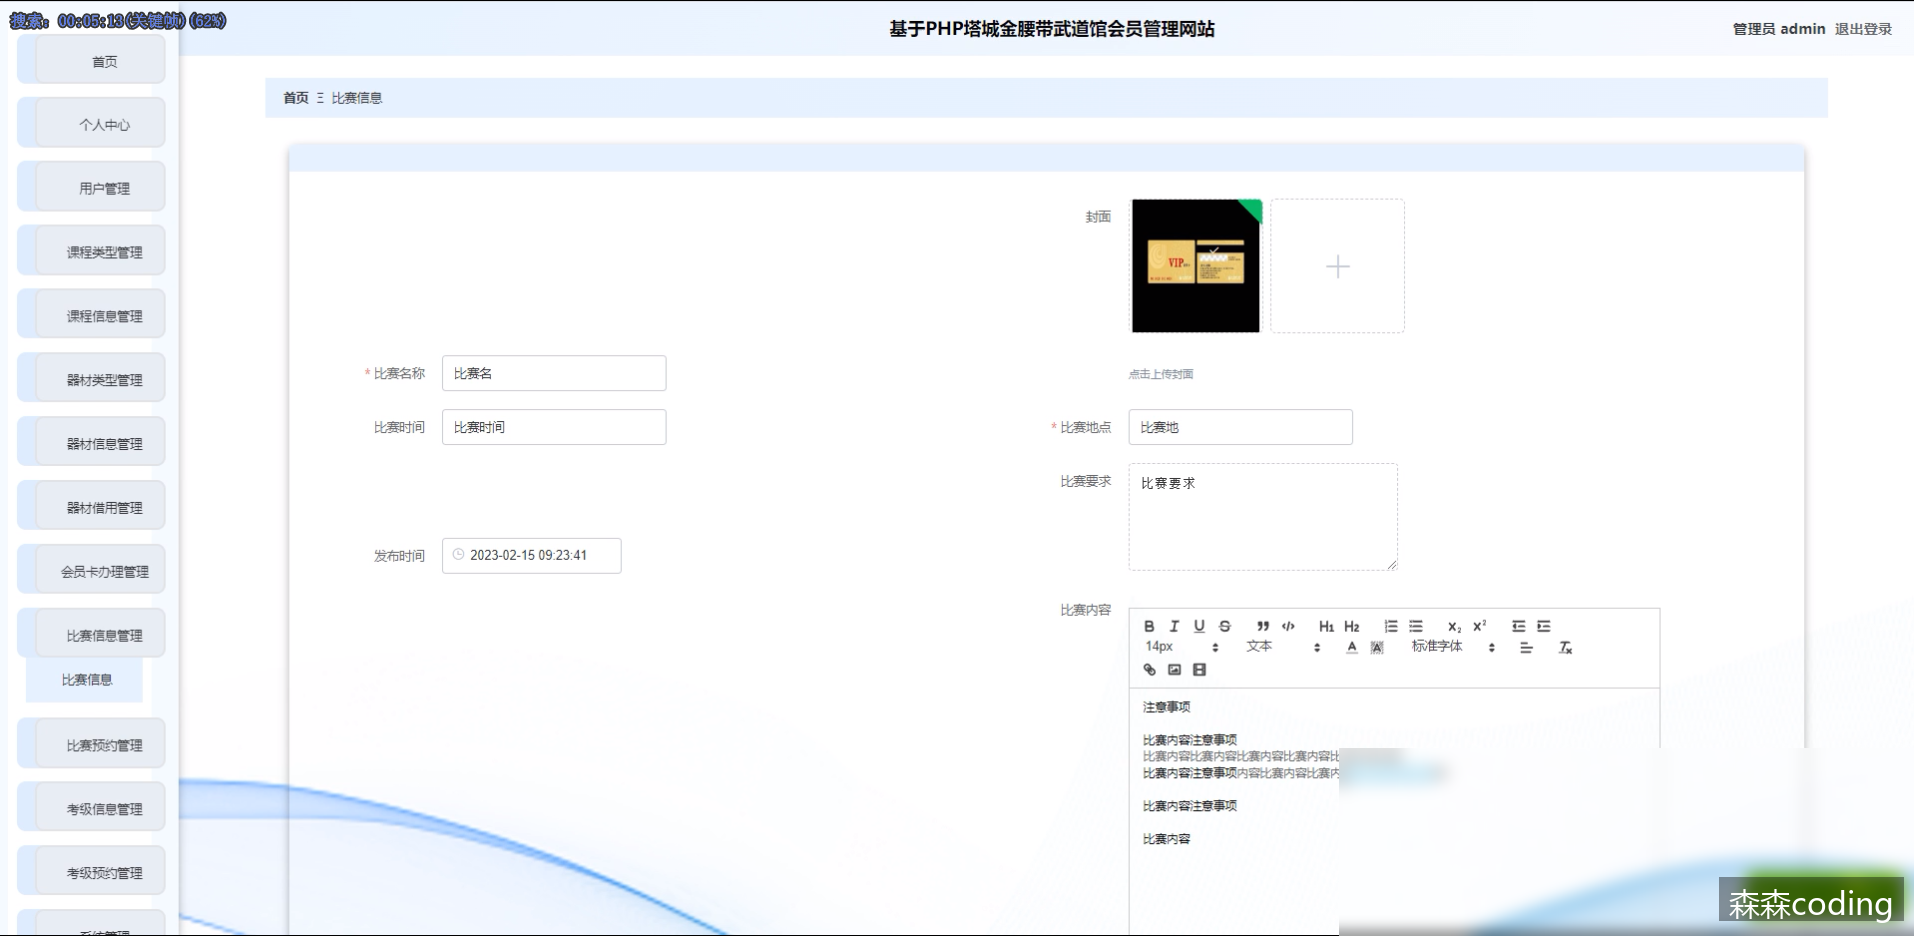 搜索: 00:05:13(关键帧)(62%)
基于PHP塔城金腰带武道馆会员管理网站
管理员 admin 退出登录
首页
个人中心
用户管理
课程类型管理
课程信息管理
器材类型管理
器材信息管理
器材借用管理
会员卡办理管理
比赛信息管理
比赛信息
比赛预约管理
考级信息管理
考级预约管理
系统管理
首页 Ξ 比赛信息
封面
VIP
* 比赛名称 比赛名
点击上传封面
比赛时间 比赛时间
* 比赛地点 比赛地
比赛要求 比赛要求
发布时间 2023-02-15 09:23:41
比赛内容
B I U S ” </> H1 H2 X₂ X²
14px 文本 A A 标准字体 Tx
注意事项
比赛内容注意事项
比赛内容比赛内容比赛内容比赛内容比
比赛内容注意事项内容比赛内容比赛内
比赛内容注意事项
比赛内容
森森coding